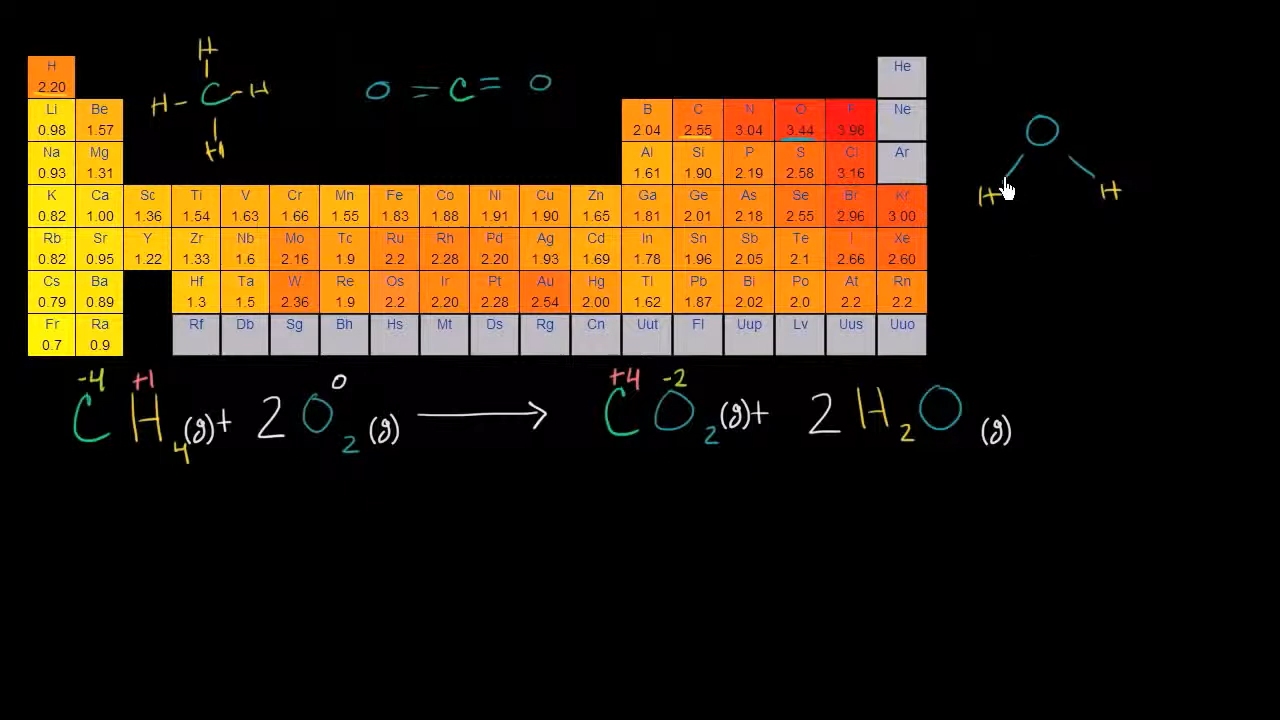 H
H He
2.20 H - C - H O = C = O
H
Li Be B C N O F Ne
0.98 1.57 2.04 2.55 3.04 3.44 3.98 O
Na Mg Al Si P S Cl Ar
0.93 1.31 1.61 1.90 2.19 2.58 3.16
K Ca Sc Ti V Cr Mn Fe Co Ni Cu Zn Ga Ge As Se Br Kr H H
0.82 1.00 1.36 1.54 1.63 1.66 1.55 1.83 1.88 1.91 1.90 1.65 1.81 2.01 2.18 2.55 2.96 3.00
Rb Sr Y Zr Nb Mo Tc Ru Rh Pd Ag Cd In Sn Sb Te I Xe
0.82 0.95 1.22 1.33 1.6 2.16 1.9 2.2 2.28 2.20 1.93 1.69 1.78 1.96 2.05 2.1 2.66 2.60
Cs Ba Hf Ta W Re Os Ir Pt Au Hg Tl Pb Bi Po At Rn
0.79 0.89 1.3 1.5 2.36 1.9 2.2 2.20 2.28 2.54 2.00 1.62 1.87 2.02 2.0 2.2 2.2
Fr Ra Rf Db Sg Bh Hs Mt Ds Rg Cn Uut Fl Uup Lv Uus Uuo
0.7 0.9
-4 +1 0 +4 -2
C H4 (g) + 2 O2 (g) → C O2 (g) + 2 H2 O (g)